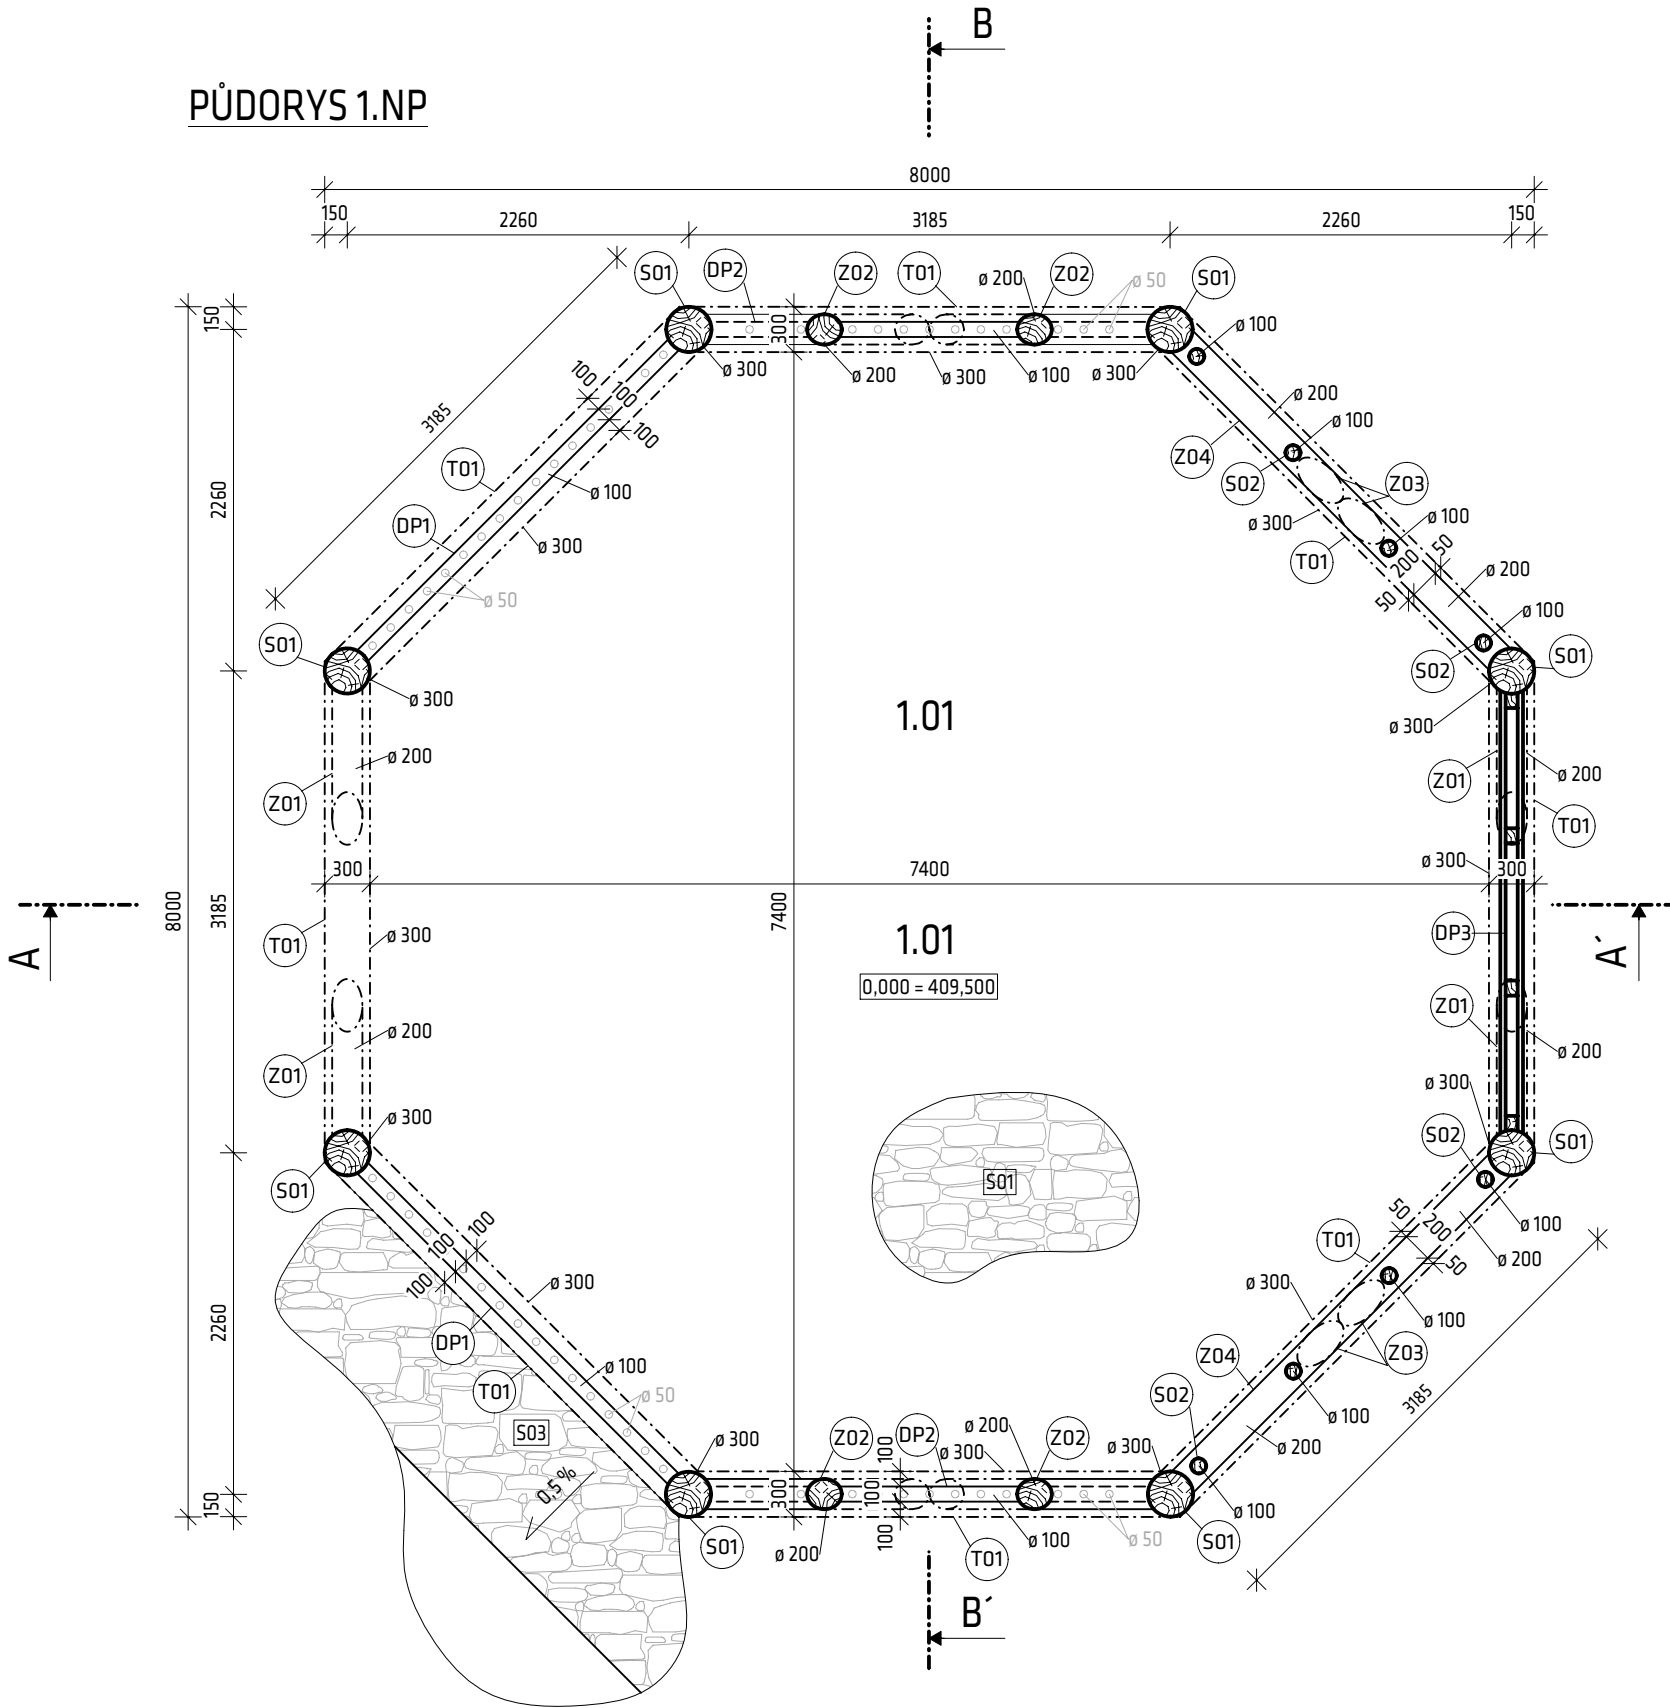 B
PŮDORYS 1.NP
8000
150 2260 3185 2260 150
S01 DP2 Z02 T01 ø 200 Z02 ø 50 S01
150
300
ø 100
ø 300 ø 200 ø 300 ø 100 ø 300
100
100
100
ø 200
3185
ø 100
T01
Z04
S02
Z03
2260
ø 100
DP1
ø 300
ø 300
ø 100
T01
50
200
50
ø 200
ø 50
ø 100
S01
S02
S01
ø 300
1.01
ø 300
ø 200
Z01
Z01
ø 200
T01
300
7400
ø 300
300
8000
3185
7400
A
T01
ø 300
1.01
DP3
A´
0,000 = 409,500
Z01
ø 200
ø 200
Z01
ø 300
ø 300
S02
S01
S01
S01
100
100
100
50
200
50
ø 100
ø 200
T01
ø 300
ø 300
2260
DP1
ø 100
Z04
Z03
T01
ø 100
ø 50
S02
3185
S03
ø 100
ø 300 Z02 DP2 ø 200 Z02 ø 300
ø 300
ø 200
0,5 %
100
300
100
100
150
ø 100
S01 ø 200 T01 ø 100 ø 50 S01
B´